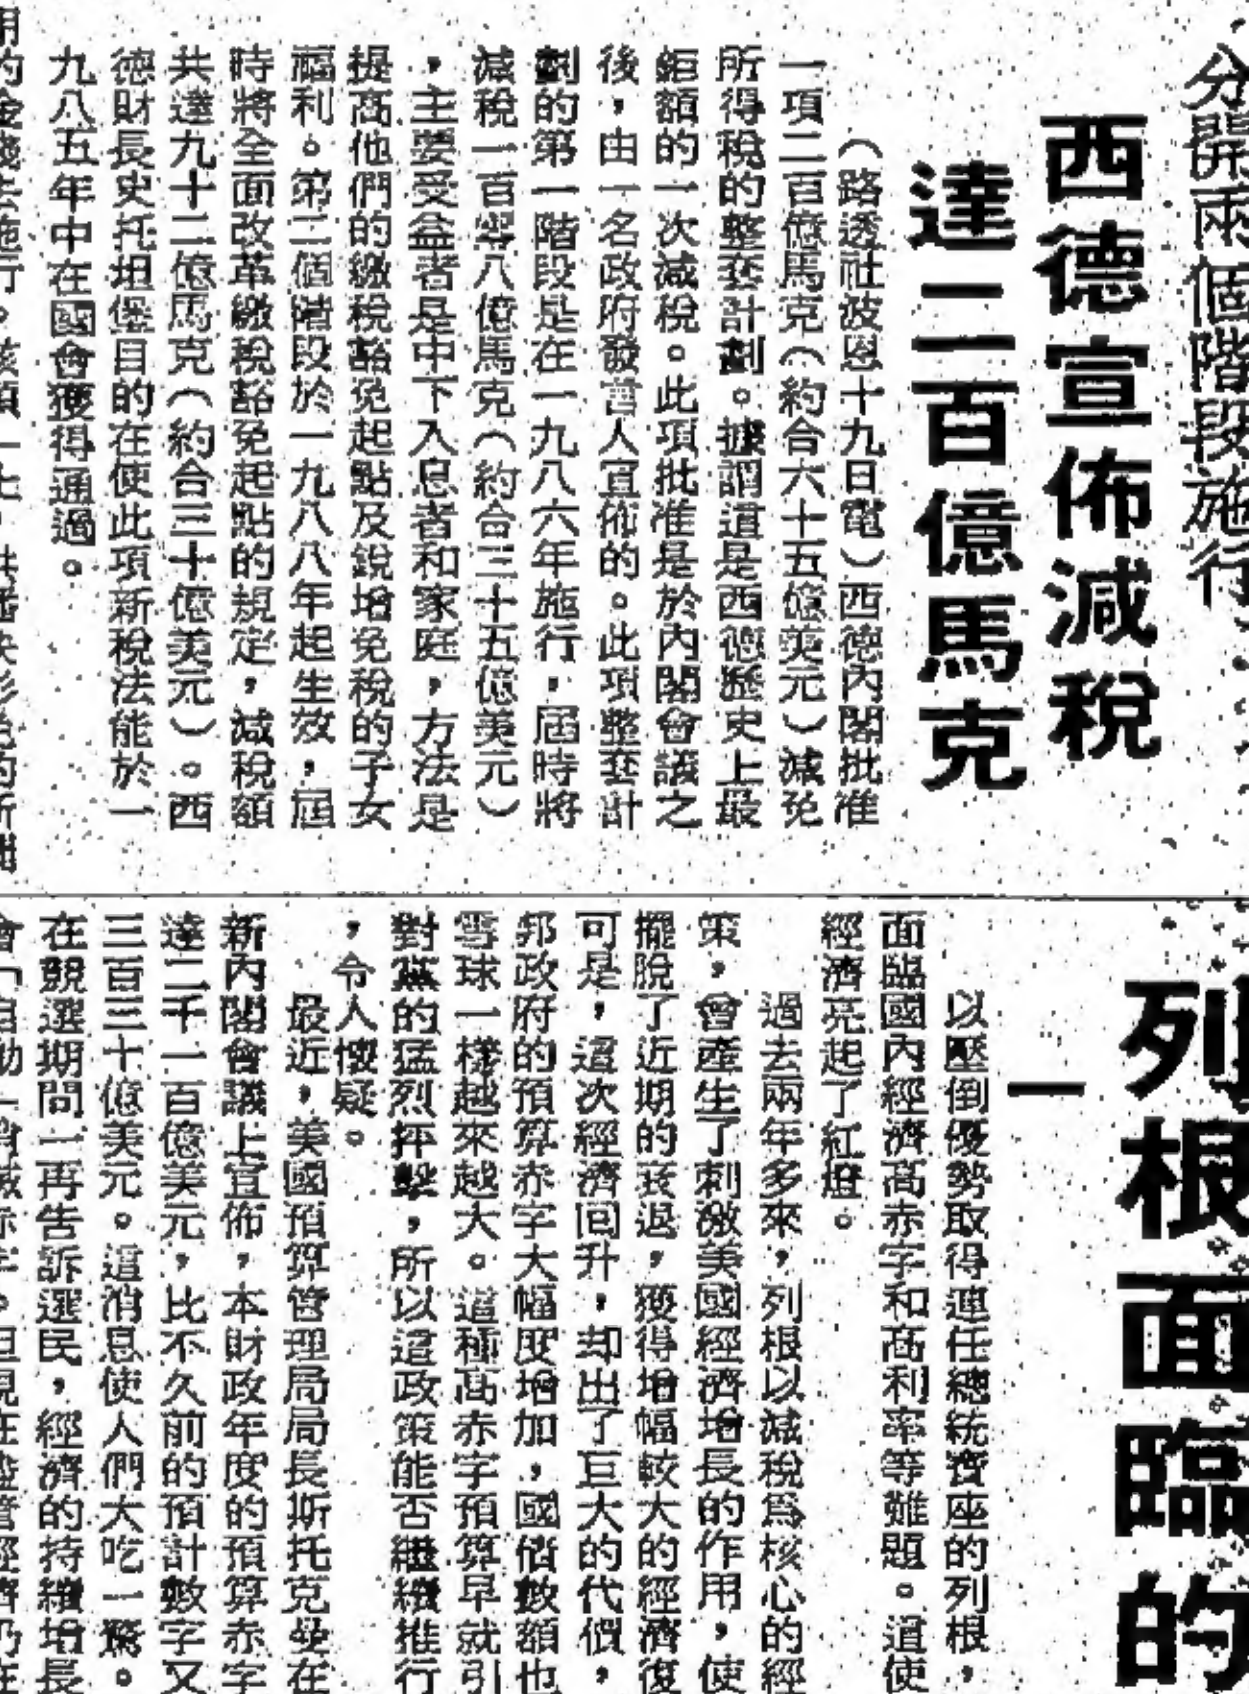 分開兩個階段施行
西德宣佈減稅
達二百億馬克
（路透社波恩十九日電）西德內閣批准
一項二百億馬克（約合六十五億美元）減免
所得稅的整套計劃。據謂這是西德歷史上最
鉅額的一次減稅。此項批准是於內閣會議之
後，由一名政府發言人宣佈的。此項整套計
劃的第一階段是在一九八六年施行，屆時將
減稅一百零八億馬克（約合三十五億美元）
，主要受益者是中下入息者和家庭，方法是
提高他們的繳稅豁免起點及銳增免稅的子女
福利。第二個階段於一九八八年起生效，屆
時將全面改革繳稅豁免起點的規定，減稅額
共達九十二億馬克（約合三十億美元）。西
德財長史托坦堡目的在使此項新稅法能於一
九八五年中在國會獲得通過。
列根面臨的
一
以壓倒優勢取得連任總統寶座的列根，
面臨國內經濟高赤字和高利率等難題。這使
經濟亮起了紅燈。
過去兩年多來，列根以減稅爲核心的經
策，會產生了刺激美國經濟增長的作用，使
擺脫了近期的衰退，獲得增幅較大的經濟復
可是，這次經濟回升，却出了巨大的代價，
邦政府的預算赤字大幅度增加，國債數額也
雪球一樣越來越大。這種高赤字預算早就引
對黨的猛烈抨擊，所以這政策能否繼續推行
，令人懷疑。
最近，美國預算管理局局長斯托克曼在
新內閣會議上宣佈，本財政年度的預算赤字
達二千一百億美元，比不久前的預計數字又
三百三十億美元。這消息使人們大吃一驚。
在競選期間一再告訴選民，經濟的持續增長